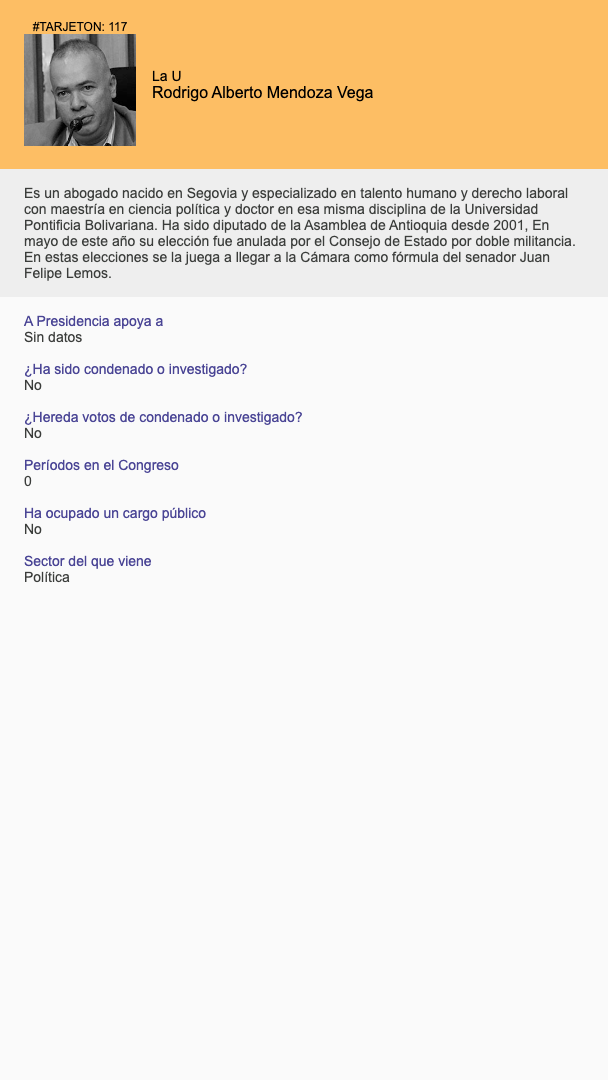 #TARJETON: 117
La U
Rodrigo Alberto Mendoza Vega
Es un abogado nacido en Segovia y especializado en talento humano y derecho laboral
con maestría en ciencia política y doctor en esa misma disciplina de la Universidad
Pontificia Bolivariana. Ha sido diputado de la Asamblea de Antioquia desde 2001, En
mayo de este año su elección fue anulada por el Consejo de Estado por doble militancia.
En estas elecciones se la juega a llegar a la Cámara como fórmula del senador Juan
Felipe Lemos.
A Presidencia apoya a
Sin datos
¿Ha sido condenado o investigado?
No
¿Hereda votos de condenado o investigado?
No
Períodos en el Congreso
0
Ha ocupado un cargo público
No
Sector del que viene
Política